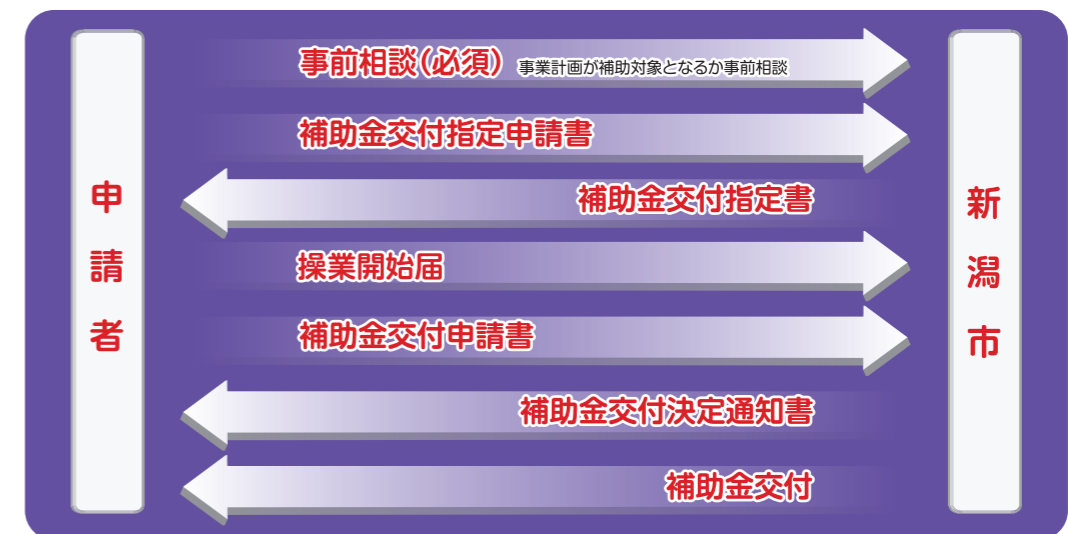 申請者
事前相談(必須) 事業計画が補助対象となるか事前相談
補助金交付指定申請書
補助金交付指定書
操業開始届
補助金交付申請書
補助金交付決定通知書
補助金交付
新潟市